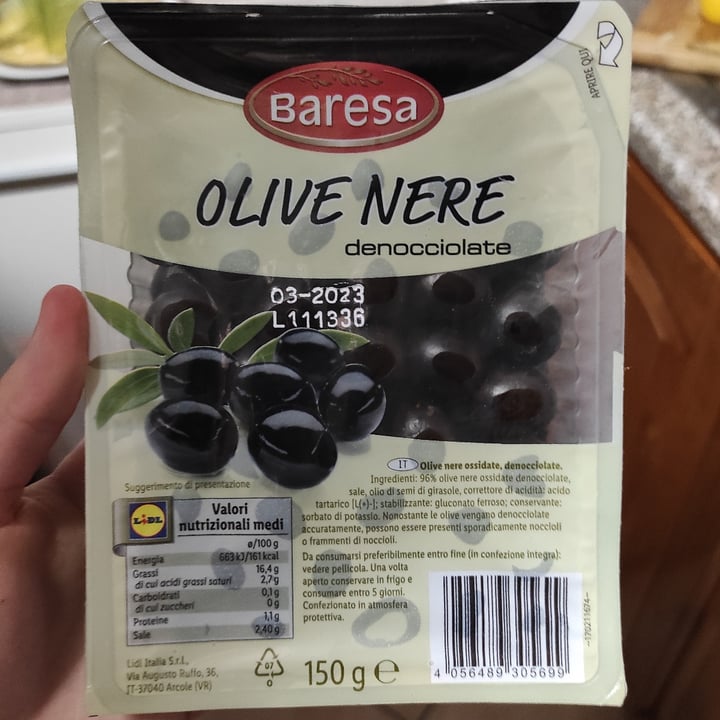 APRIRE QUI
Baresa
OLIVE NERE
denocciolate
03-2023
L111336
IT Olive nere ossidate, denocciolate.
Ingredienti: 96% olive nere ossidate denocciolate,
sale, olio di semi di girasole, correttore di acidità: acido
tartarico [L(+)-]; stabilizzante: gluconato ferroso; conservante:
sorbato di potassio. Nonostante le olive vengano denocciolate
accuratamente, possono essere presenti sporadicamente noccioli
o frammenti di noccioli.
Da consumarsi preferibilmente entro fine (in confezione integra):
vedere pellicola. Una volta
aperto conservare in frigo e
consumare entro 5 giorni.
Confezionato in atmosfera
protettiva.
Suggerimento di presentazione
LIDL
Valori
nutrizionali medi
ø/100 g
Energia 663 kJ/161 kcal
Grassi 16,4 g
di cui acidi grassi saturi 2,7 g
Carboidrati 0,1 g
di cui zuccheri 0 g
Proteine 1,1 g
Sale 2,40 g
Lidl Italia S.r.l.,
Via Augusto Ruffo, 36,
IT-37040 Arcole (VR)
07
O
150 g e
4 056489 305699
-170211674-